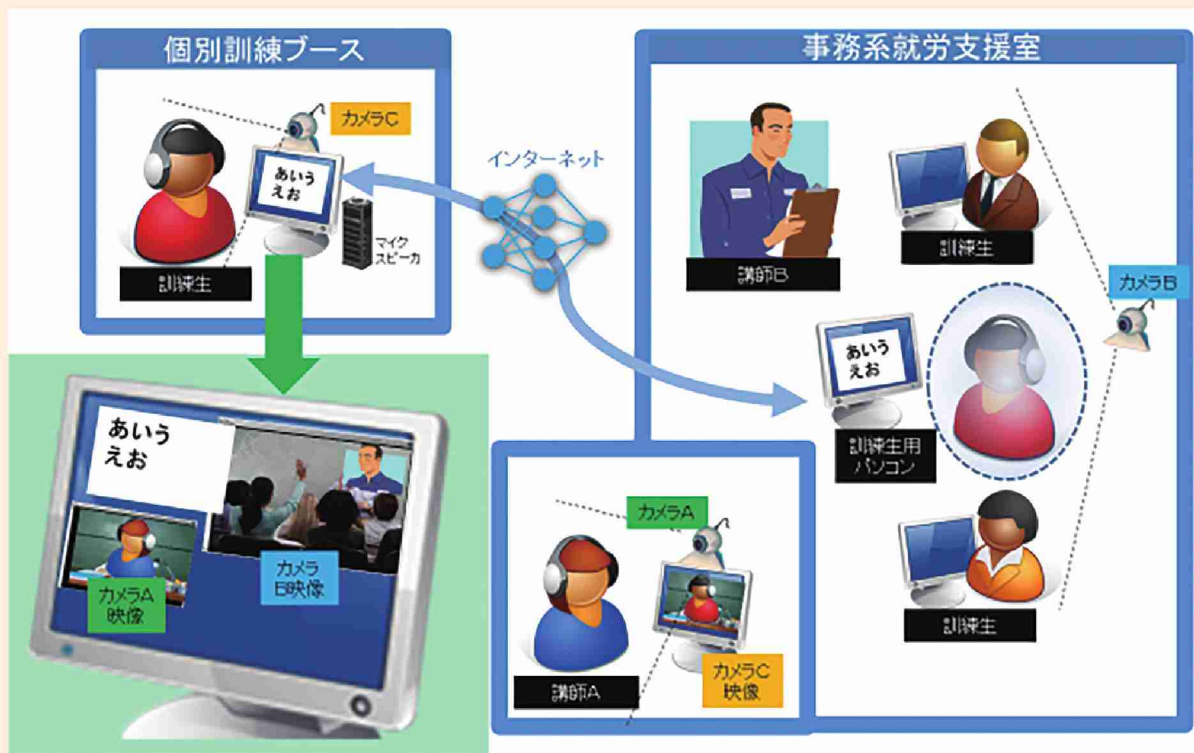 個別訓練ブース
カメラC
あいう
えお
マイク
スピーカ
訓練生
インターネット
事務系就労支援室
講師B
訓練生
カメラB
あいう
えお
訓練生用
パソコン
訓練生
あいう
えお
カメラA
映像
カメラ
B映像
カメラA
講師A
カメラC
映像